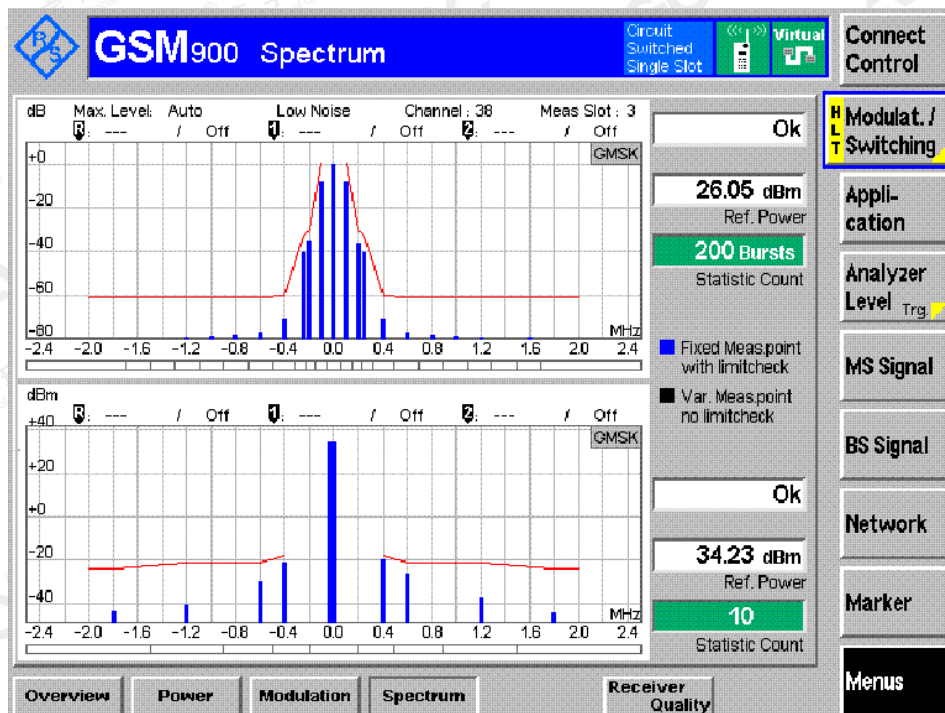 R/S
GSM900 Spectrum
Circuit
Switched
Single Slot
Virtual
Connect
Control
dB Max. Level: Auto Low Noise Channel : 38 Meas Slot : 3
R: --- / Off 1: --- / Off 2: --- / Off
GMSK
+0
-20
-40
-60
-80
MHz
-2.4 -2.0 -1.6 -1.2 -0.8 -0.4 0.0 0.4 0.8 1.2 1.6 2.0 2.4
Ok
26.05 dBm
Ref. Power
200 Bursts
Statistic Count
Fixed Meas.point
with limitcheck
Var. Meas.point
no limitcheck
dBm
R: --- / Off 1: --- / Off 2: --- / Off
GMSK
+40
+20
+0
-20
-40
MHz
-2.4 -2.0 -1.6 -1.2 -0.8 -0.4 0.0 0.4 0.8 1.2 1.6 2.0 2.4
Ok
34.23 dBm
Ref. Power
10
Statistic Count
HLT
Modulat. /
Switching
Appli-
cation
Analyzer
Level Trg.
MS Signal
BS Signal
Network
Marker
Menus
Overview
Power
Modulation
Spectrum
Receiver
Quality